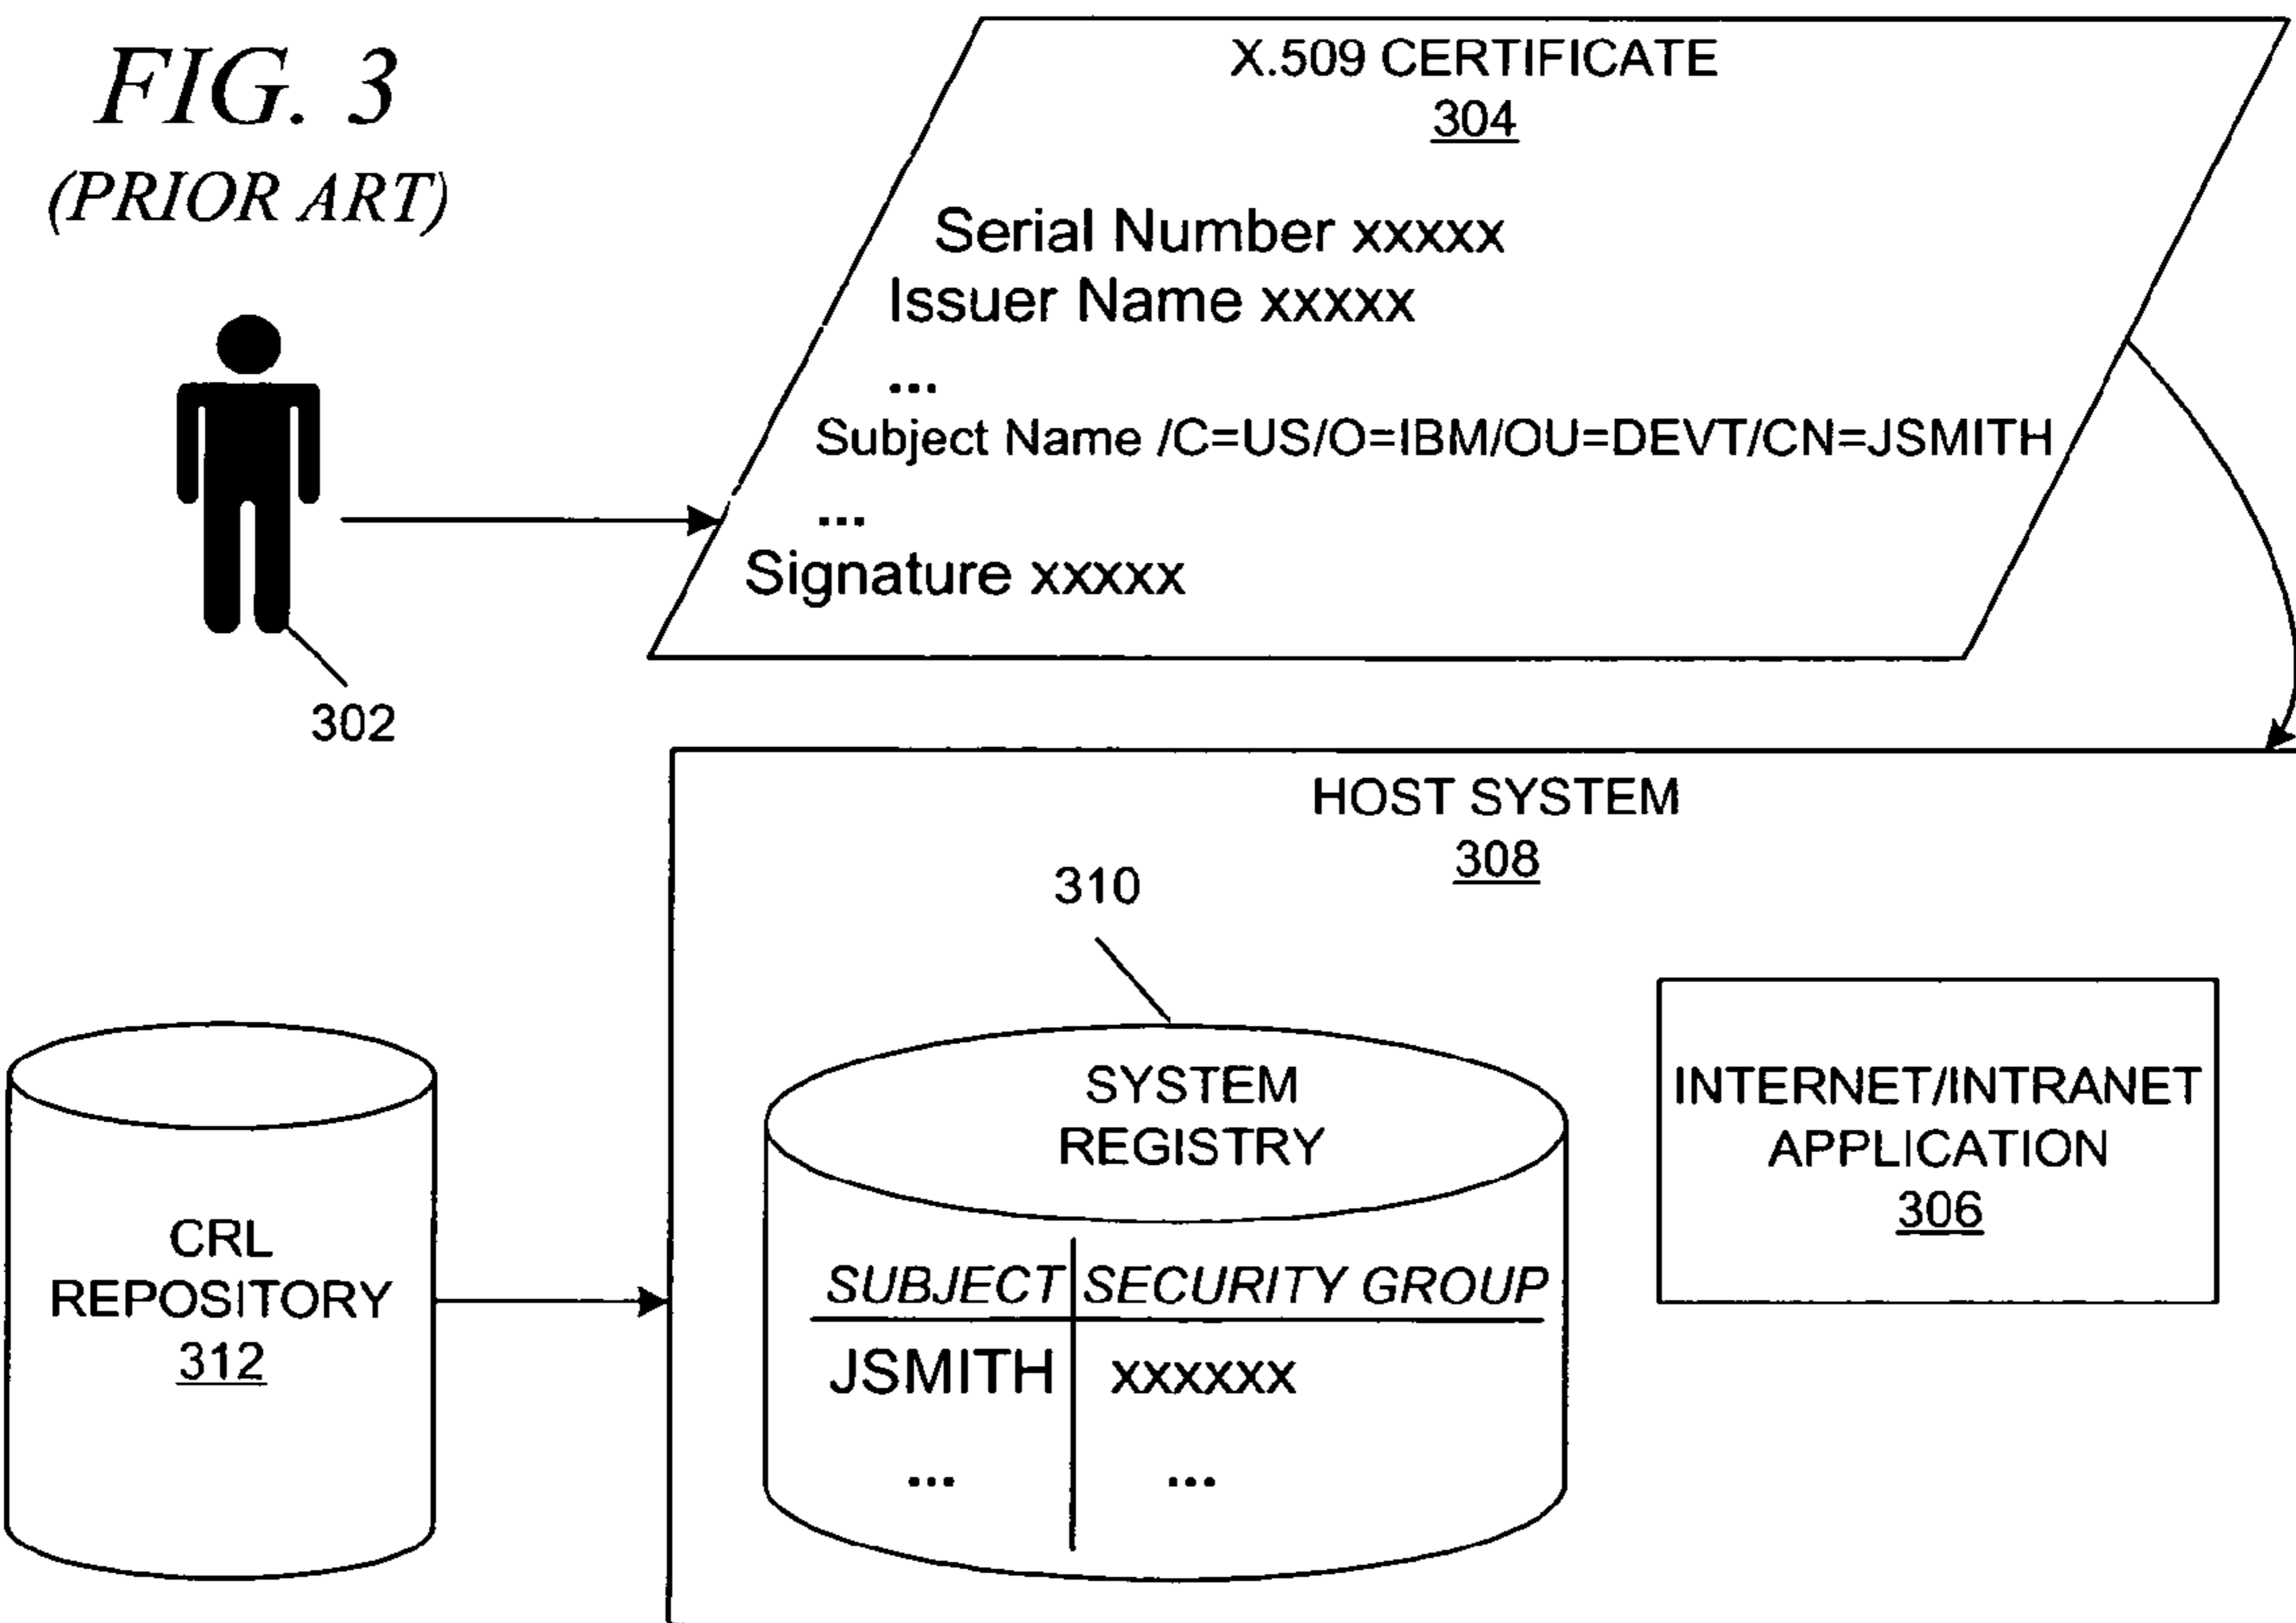 FIG. 3
(PRIOR ART)
X.509 CERTIFICATE
304
Serial Number xxxxx
Issuer Name xxxxx
...
Subject Name /C=US/O=IBM/OU=DEVT/CN=JSMITH
...
Signature xxxxx
302
HOST SYSTEM
308
310
SYSTEM
REGISTRY
SUBJECT SECURITY GROUP
JSMITH xxxxxx
... ...
INTERNET/INTRANET
APPLICATION
306
CRL
REPOSITORY
312